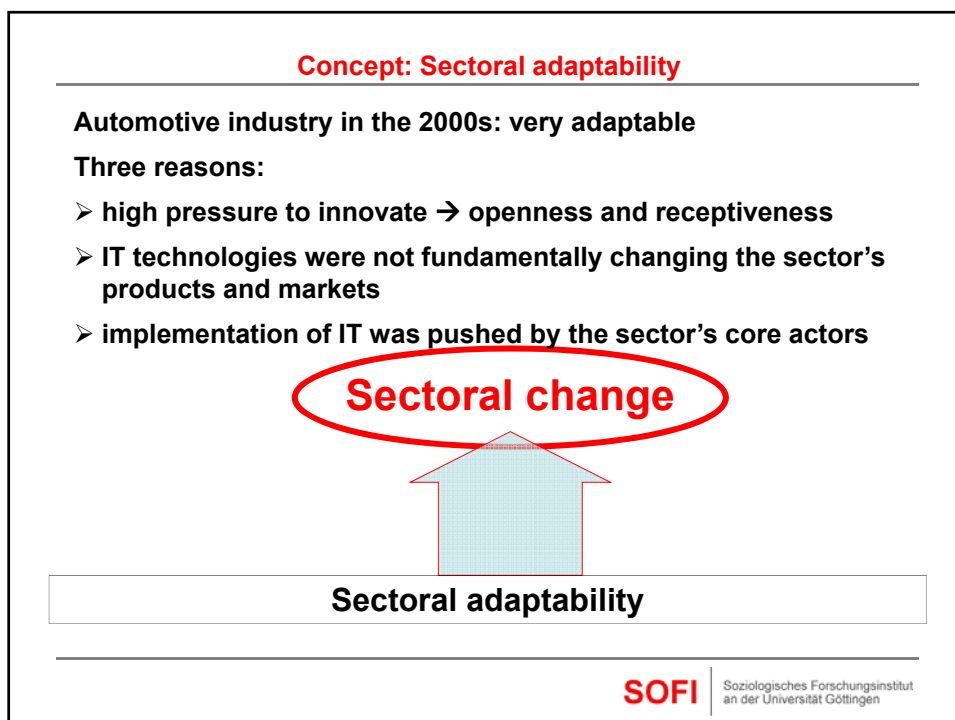 Concept: Sectoral adaptability
Automotive industry in the 2000s: very adaptable
Three reasons:
➢ high pressure to innovate → openness and receptiveness
➢ IT technologies were not fundamentally changing the sector's
products and markets
➢ implementation of IT was pushed by the sector's core actors
Sectoral change
Sectoral adaptability
SOFI
Soziologisches Forschungsinstitut
an der Universität Göttingen